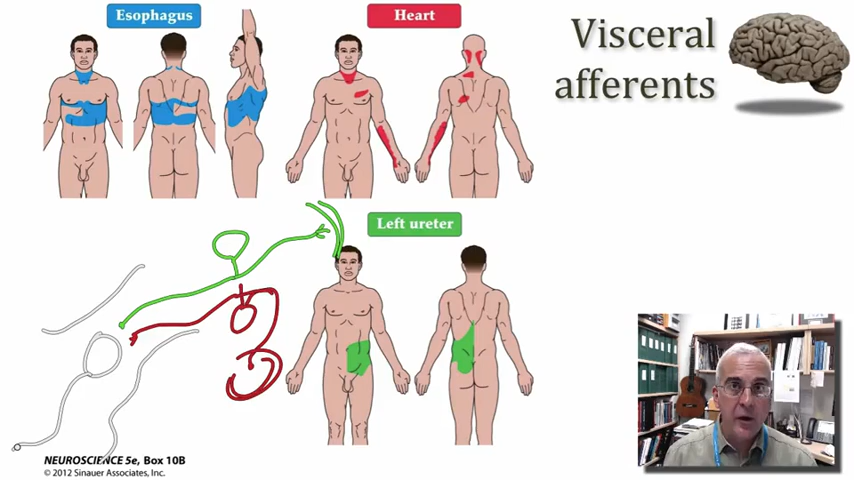 Esophagus
Heart
Visceral
afferents
Left ureter
NEUROSCIENCE 5e, Box 10B
© 2012 Sinauer Associates, Inc.